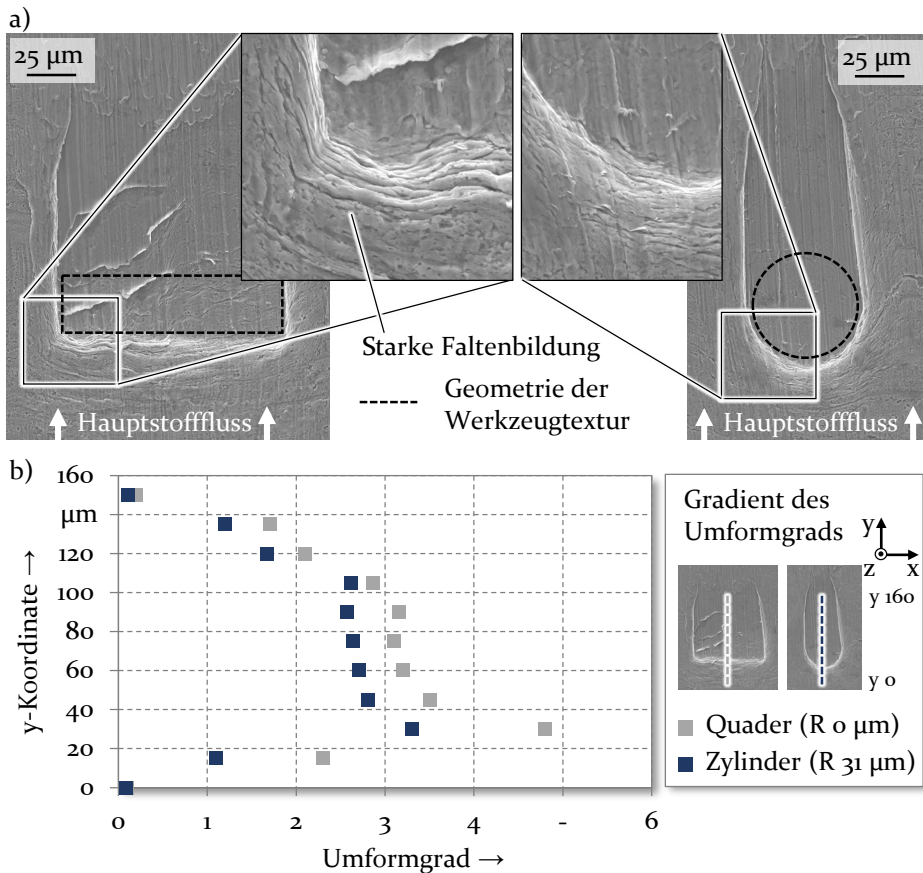 a)
25 µm
25 µm
Starke Faltenbildung
Geometrie der
Werkzeugtextur
Hauptstofffluss
Hauptstofffluss
b)
160
µm
120
100
80
60
40
20
0
y-Koordinate →
0 1 2 3 4 - 6
Umformgrad →
Gradient des
Umformgrads
y
z x
y 160
y 0
Quader (R 0 µm)
Zylinder (R 31 µm)